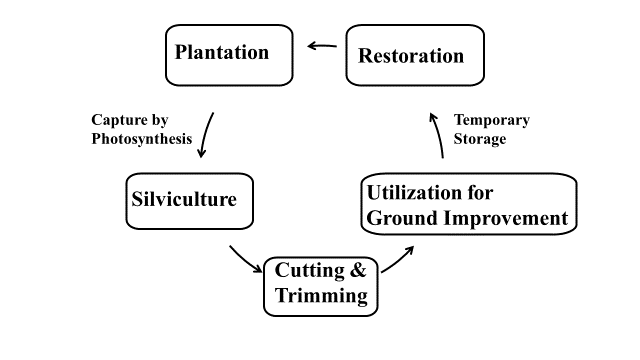 Plantation
Restoration
Capture by
Photosynthesis
Temporary
Storage
Silviculture
Utilization for
Ground Improvement
Cutting &
Trimming